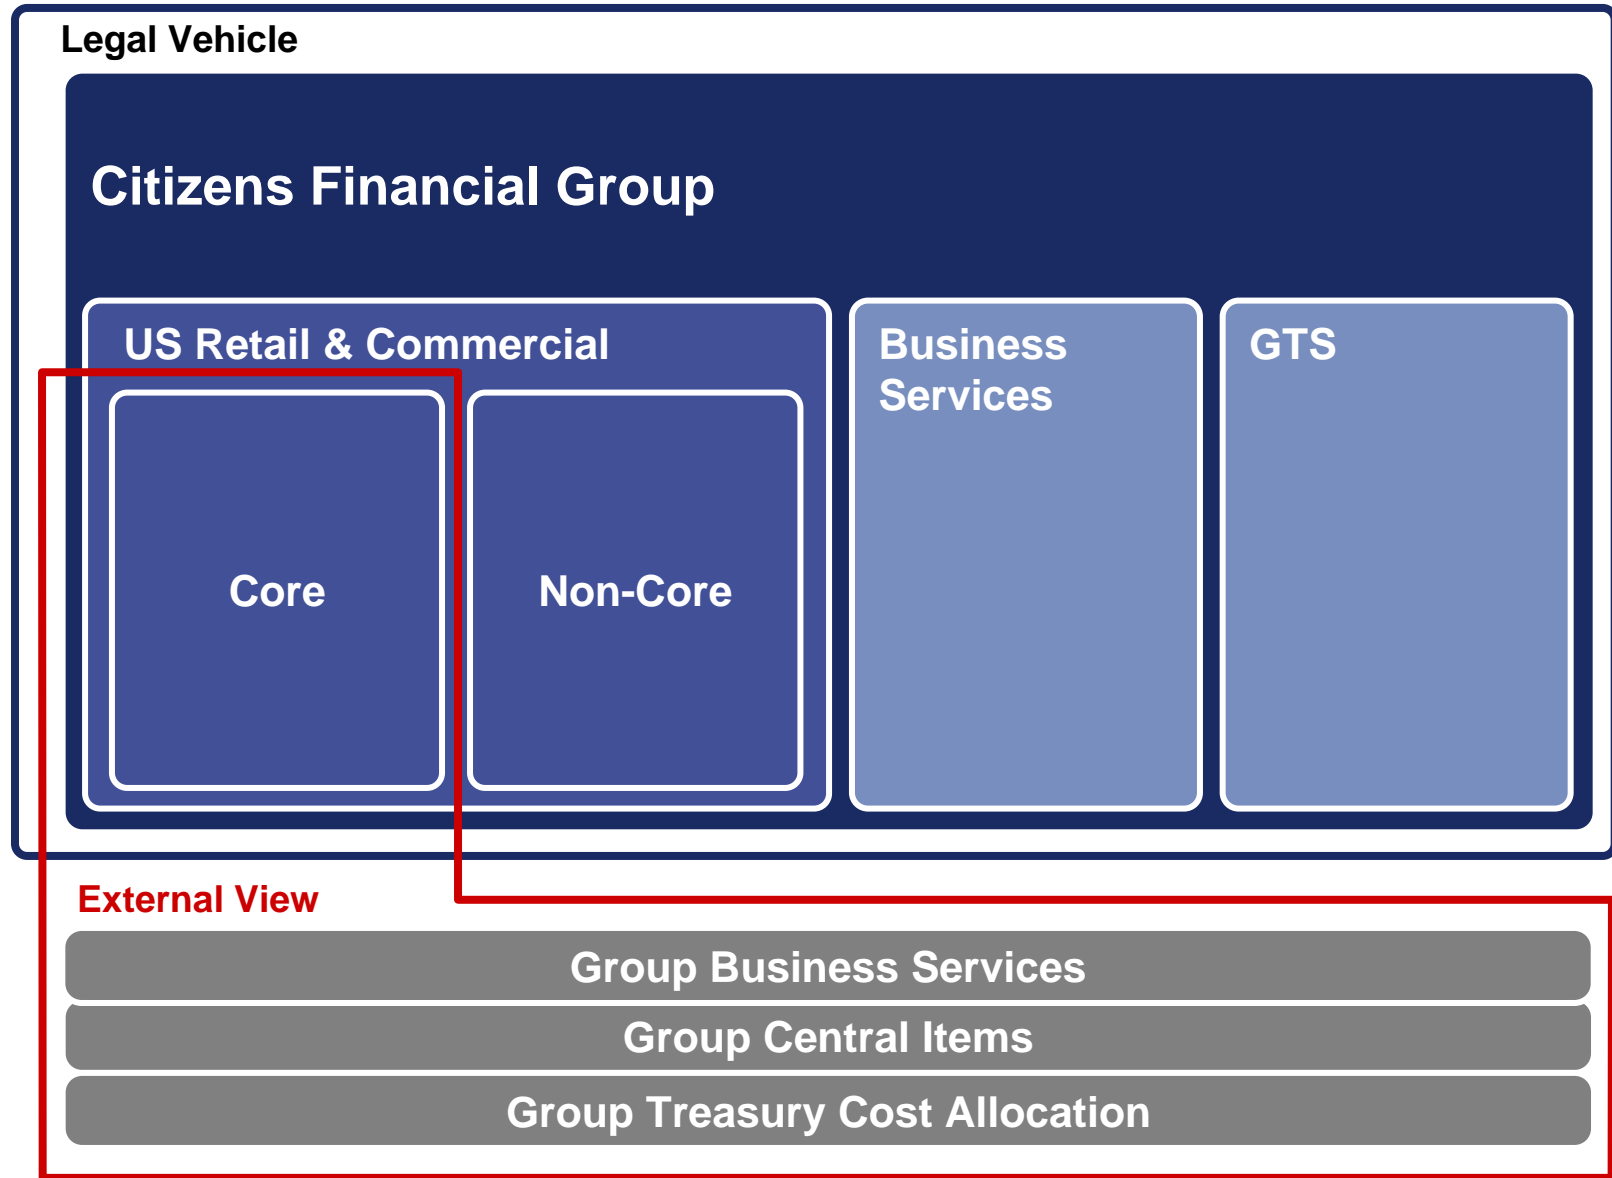 Legal Vehicle
Citizens Financial Group
US Retail & Commercial
Core
Non-Core
Business
Services
GTS
External View
Group Business Services
Group Central Items
Group Treasury Cost Allocation